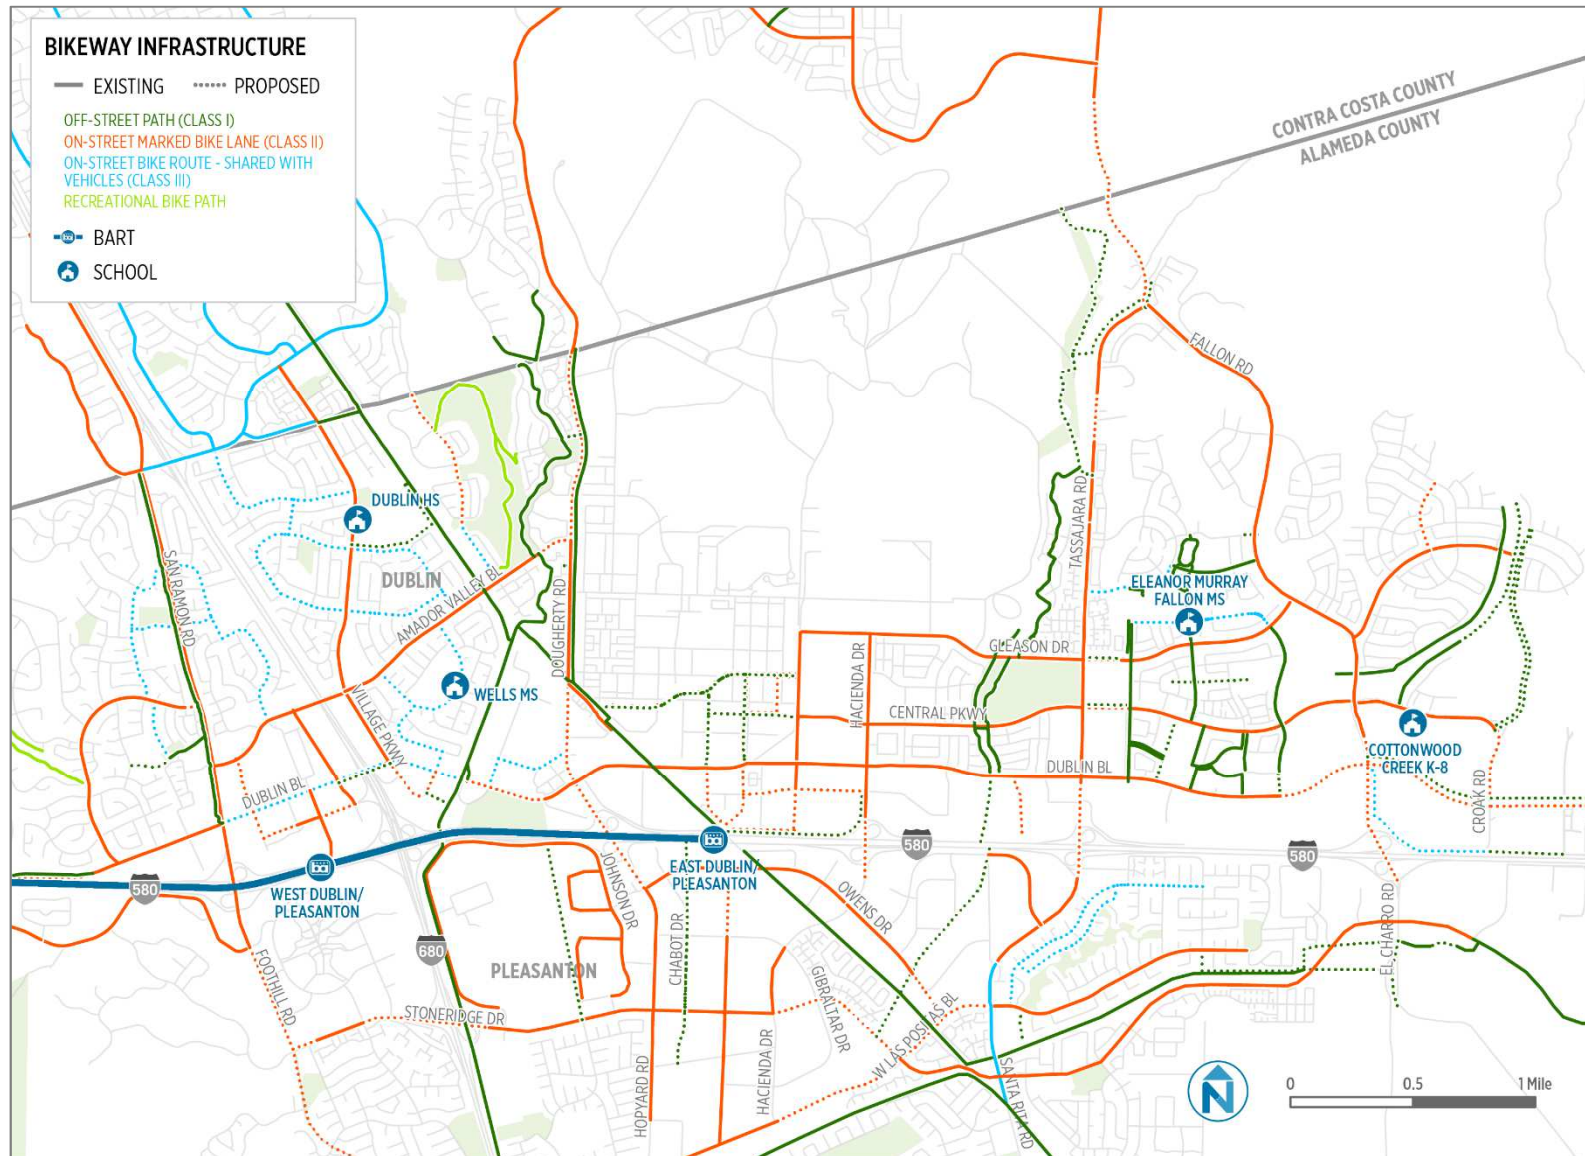 BIKEWAY INFRASTRUCTURE
EXISTING
PROPOSED
OFF-STREET PATH (CLASS I)
ON-STREET MARKED BIKE LANE (CLASS II)
ON-STREET BIKE ROUTE - SHARED WITH
VEHICLES (CLASS III)
RECREATIONAL BIKE PATH
BART
SCHOOL
CONTRA COSTA COUNTY
ALAMEDA COUNTY
FALLON RD
DUBLIN HS
TASSAJARA RD
SAN RAMON RD
DUBLIN
AMADOR VALLEY BL
DOUGHERTY RD
ELEANOR MURRAY
FALLON MS
GLEASON DR
HACIENDA DR
WELLS MS
VILLAGE PKWY
CENTRAL PKWY
COTTONWOOD
CREEK K-8
DUBLIN BL
DUBLIN BL
CROAK RD
580
580
580
WEST DUBLIN/
PLEASANTON
EAST DUBLIN/
PLEASANTON
JOHNSON DR
OWENS DR
CHABOT DR
EL CHARRO RD
680
PLEASANTON
FOOTHILL RD
STONERIDGE DR
GIBRALTAR DR
W LAS POSITAS BL
HOPYARD RD
HACIENDA DR
SANTA RITA RD
N
0
0.5
1 Mile